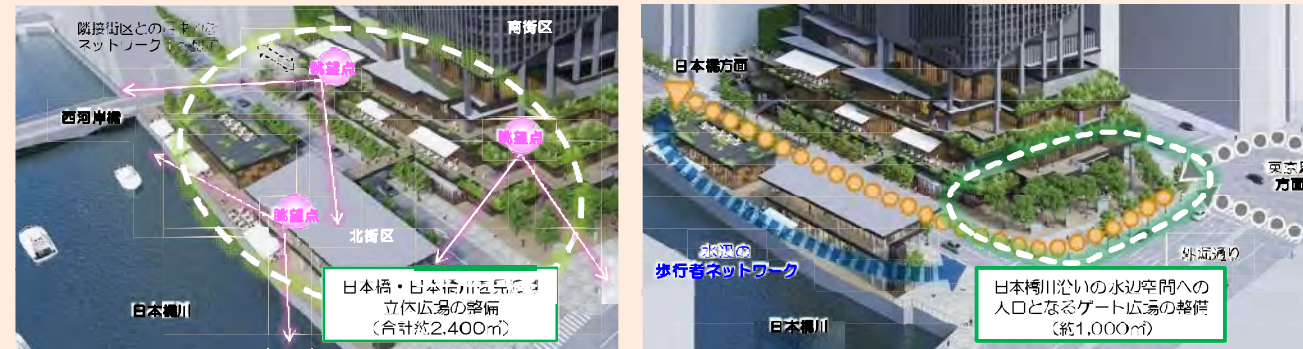 隣接街区との
ネットワーク
南街区
眺望点
西河岸橋
眺望点
眺望点
北街区
日本橋・日本橋川を見渡す
立体広場の整備
(合計約2,400㎡)
日本橋川
日本橋方面
東京駅
方面
外堀通り
水辺の
歩行者ネットワーク
日本橋川沿いの水辺空間への
入口となるゲート広場の整備
(約1,000㎡)
日本橋川